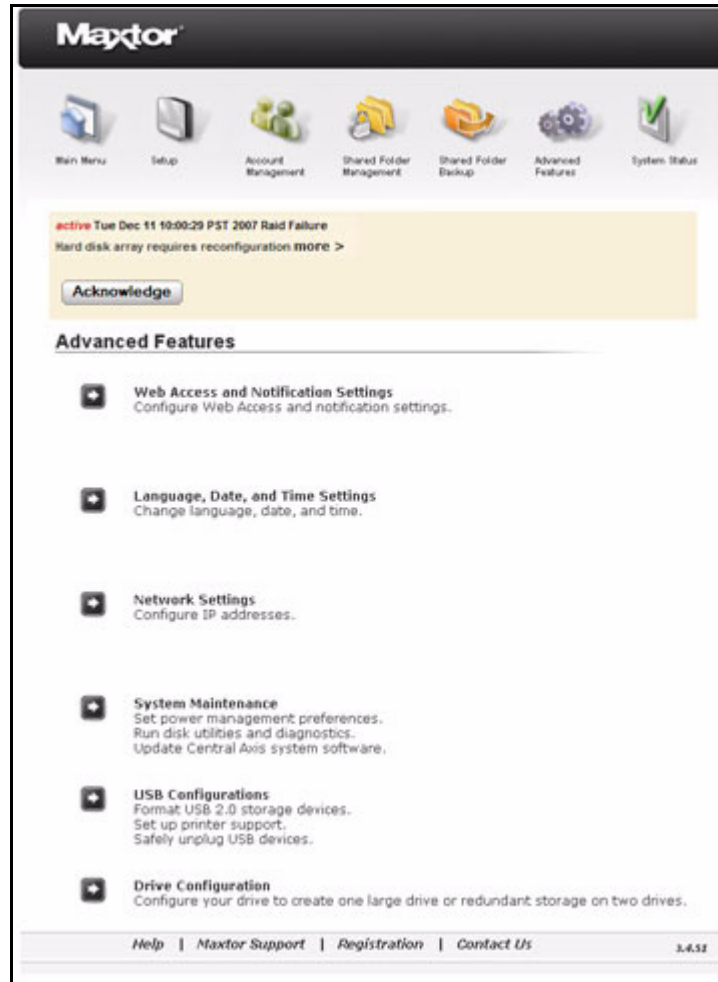 Maxtor
Main Menu
Setup
Account Management
Shared Folder Management
Shared Folder Backup
Advanced Features
System Status
active Tue Dec 11 10:00:29 PST 2007 Raid Failure
Hard disk array requires reconfiguration more >
Acknowledge
Advanced Features
Web Access and Notification Settings
Configure Web Access and notification settings.
Language, Date, and Time Settings
Change language, date, and time.
Network Settings
Configure IP addresses.
System Maintenance
Set power management preferences.
Run disk utilities and diagnostics.
Update Central Axis system software.
USB Configurations
Format USB 2.0 storage devices.
Set up printer support.
Safely unplug USB devices.
Drive Configuration
Configure your drive to create one large drive or redundant storage on two drives.
Help | Maxtor Support | Registration | Contact Us